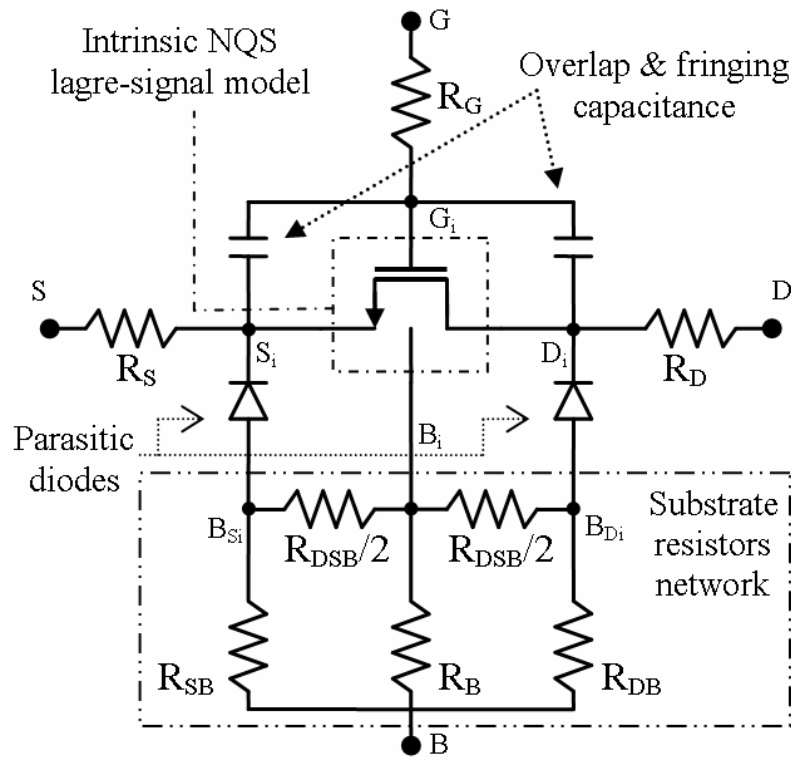 G
Intrinsic NQS
lagre-signal model
Overlap & fringing
capacitance
R_G
G_i
S
D
R_S
S_i
D_i
R_D
Parasitic
diodes
B_i
B_Si
R_DSB/2
R_DSB/2
B_Di
Substrate
resistors
network
R_SB
R_B
R_DB
B